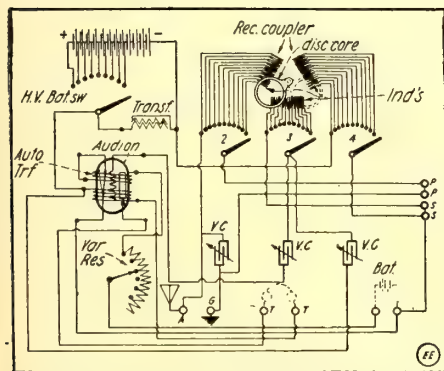 Rec. coupler
disc core
+ -
H.V. Bat. sw
Transf.
Ind's
2 3 4
Auto Trf
Audion
P
P
S
S
Var Res
V.C
V.C
V.C
Bat.
A G T T
EE